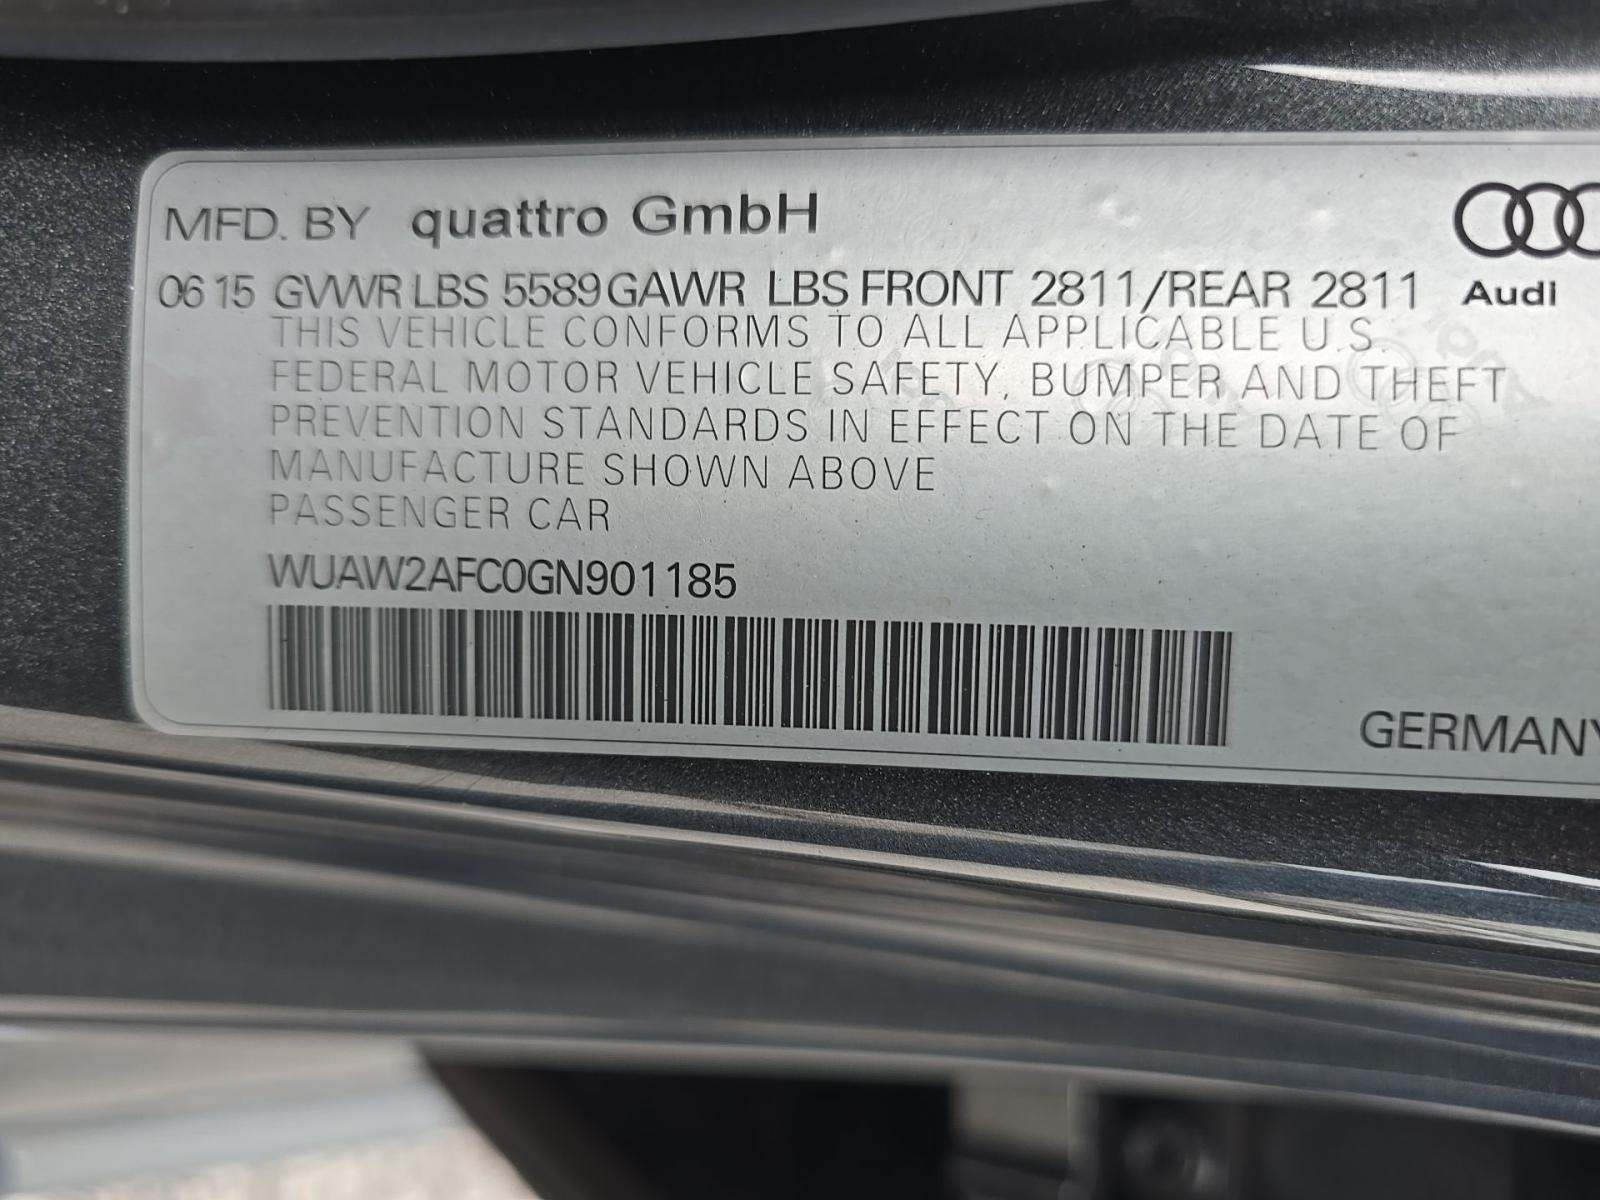 MFD. BY quattro GmbH
06 15 GVWR LBS 5589 GAWR LBS FRONT 2811/REAR 2811
Audi
THIS VEHICLE CONFORMS TO ALL APPLICABLE U.S.
FEDERAL MOTOR VEHICLE SAFETY, BUMPER AND THEFT
PREVENTION STANDARDS IN EFFECT ON THE DATE OF
MANUFACTURE SHOWN ABOVE
PASSENGER CAR
WUAW2AFC0GN901185
GERMANY